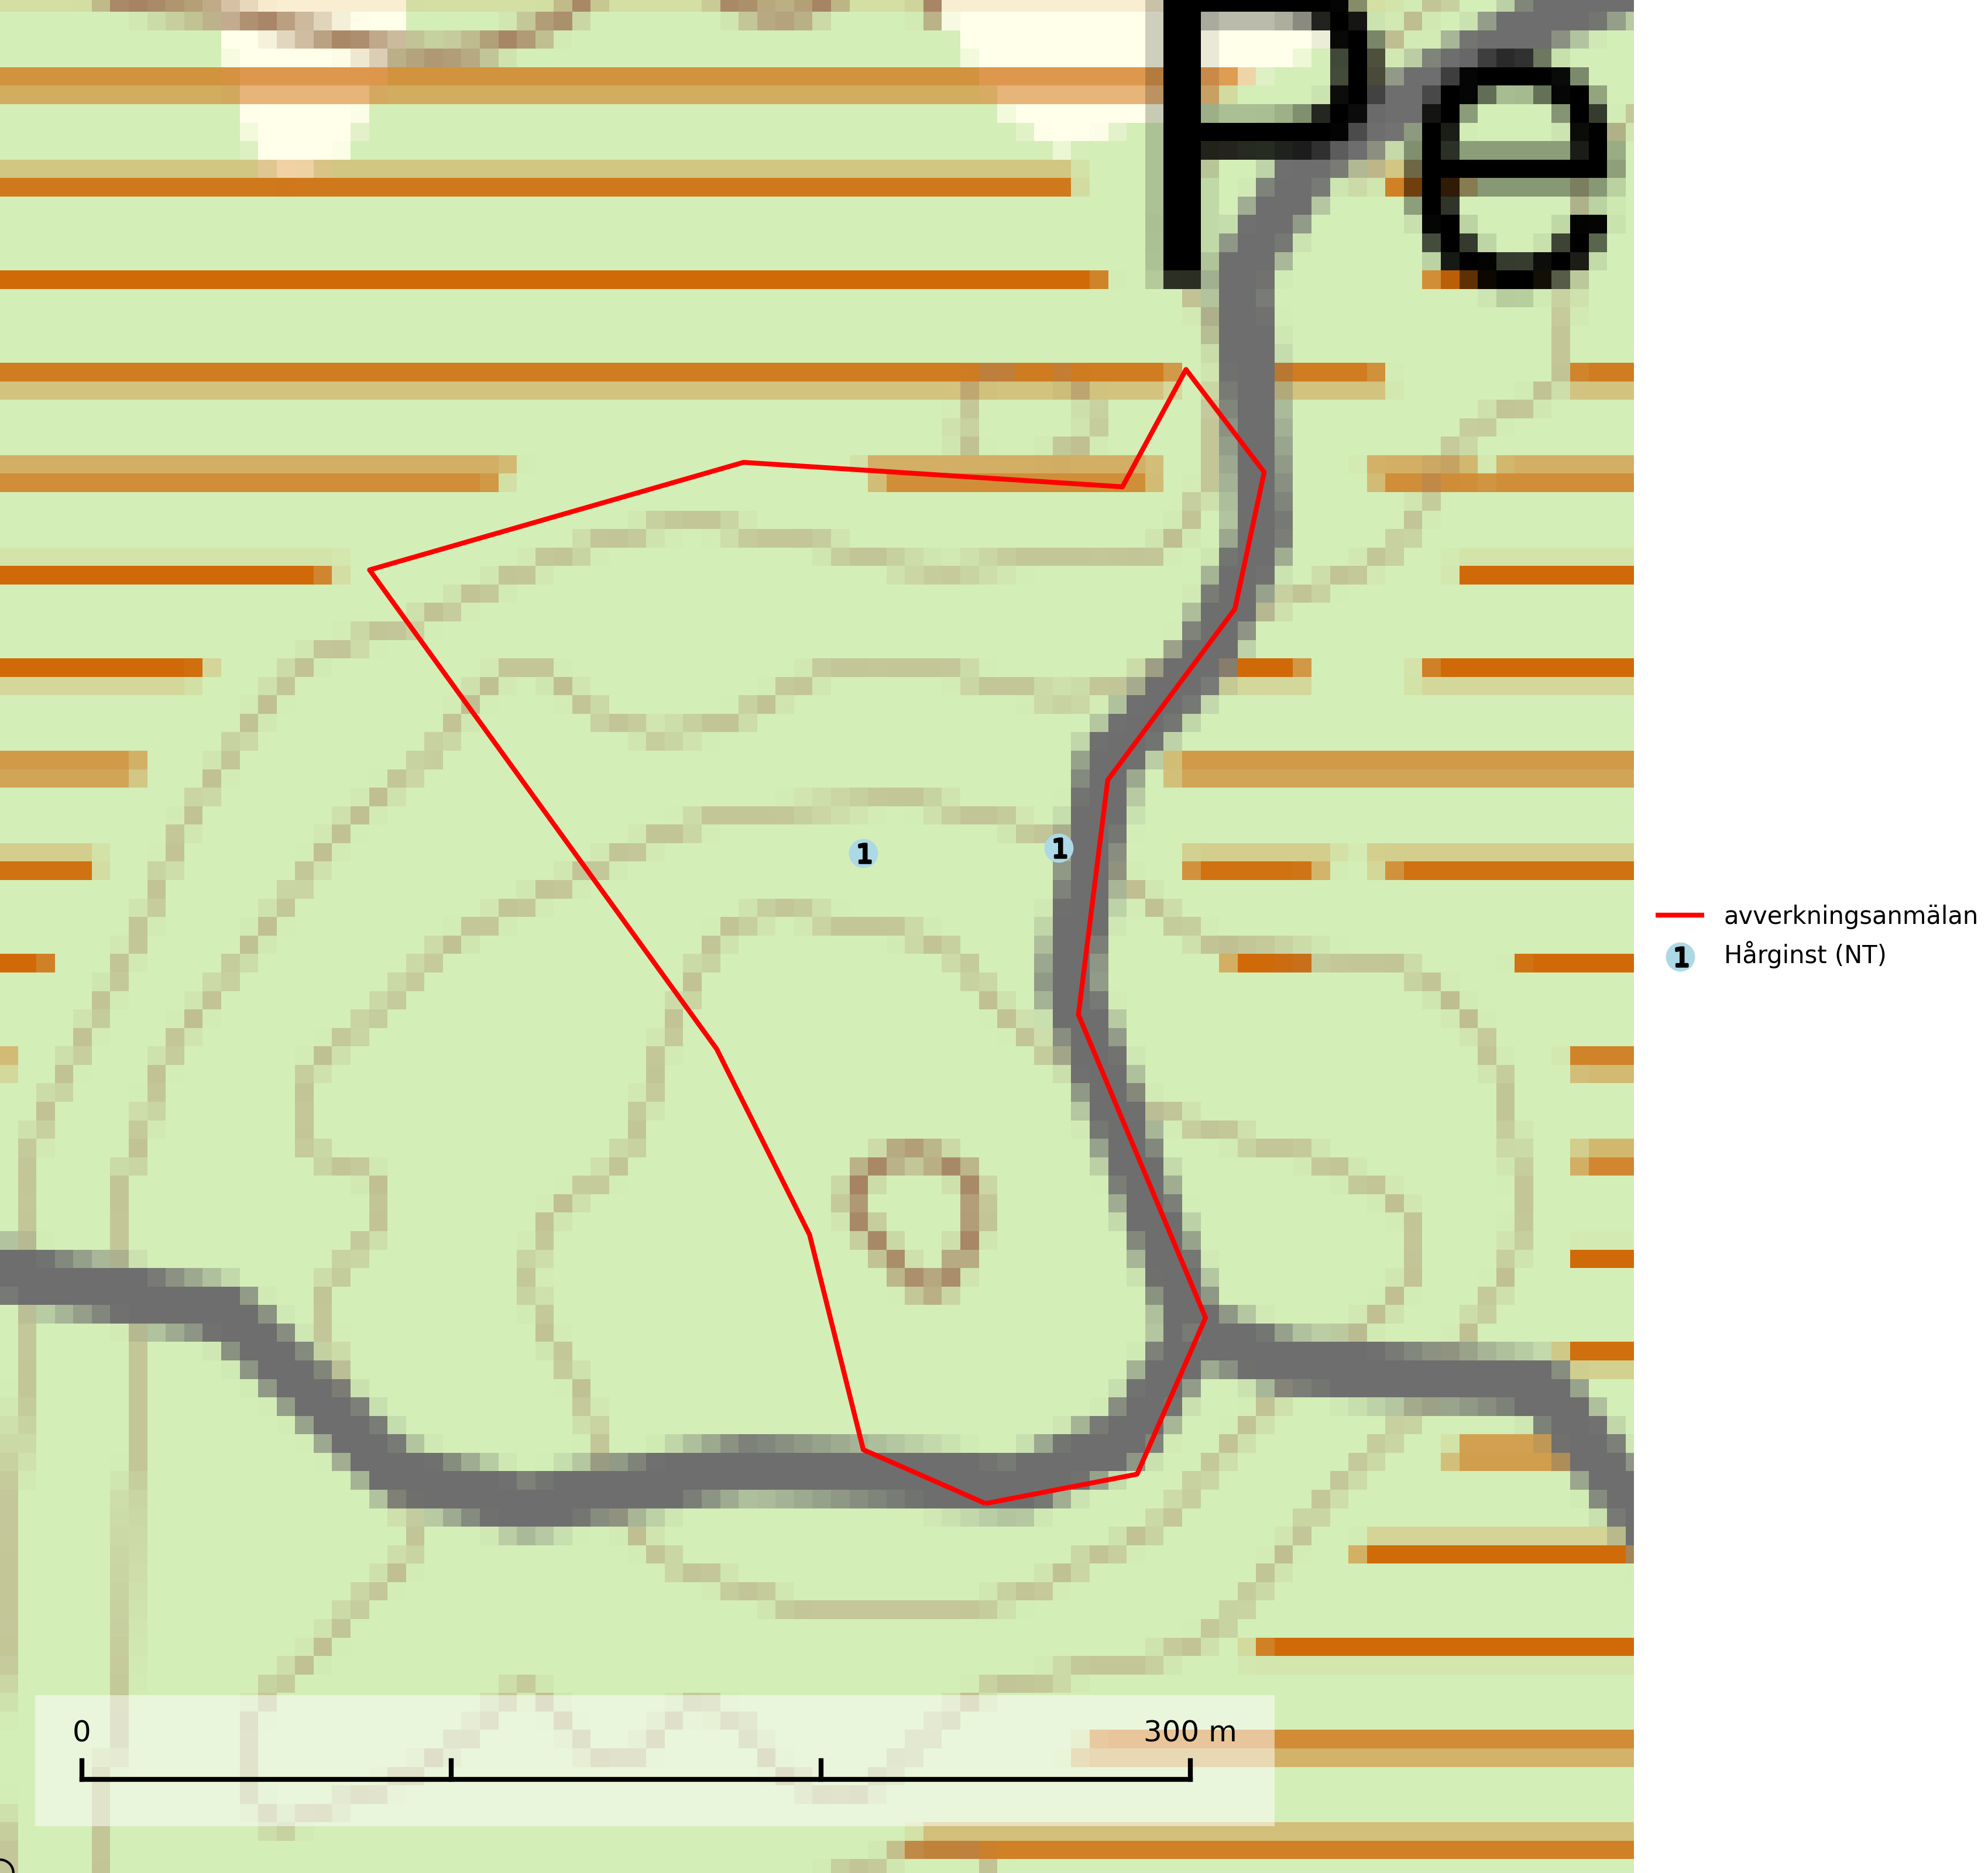 Pe
1
1
avverkningsanmälan
1 Hårginst (NT)
0 300 m